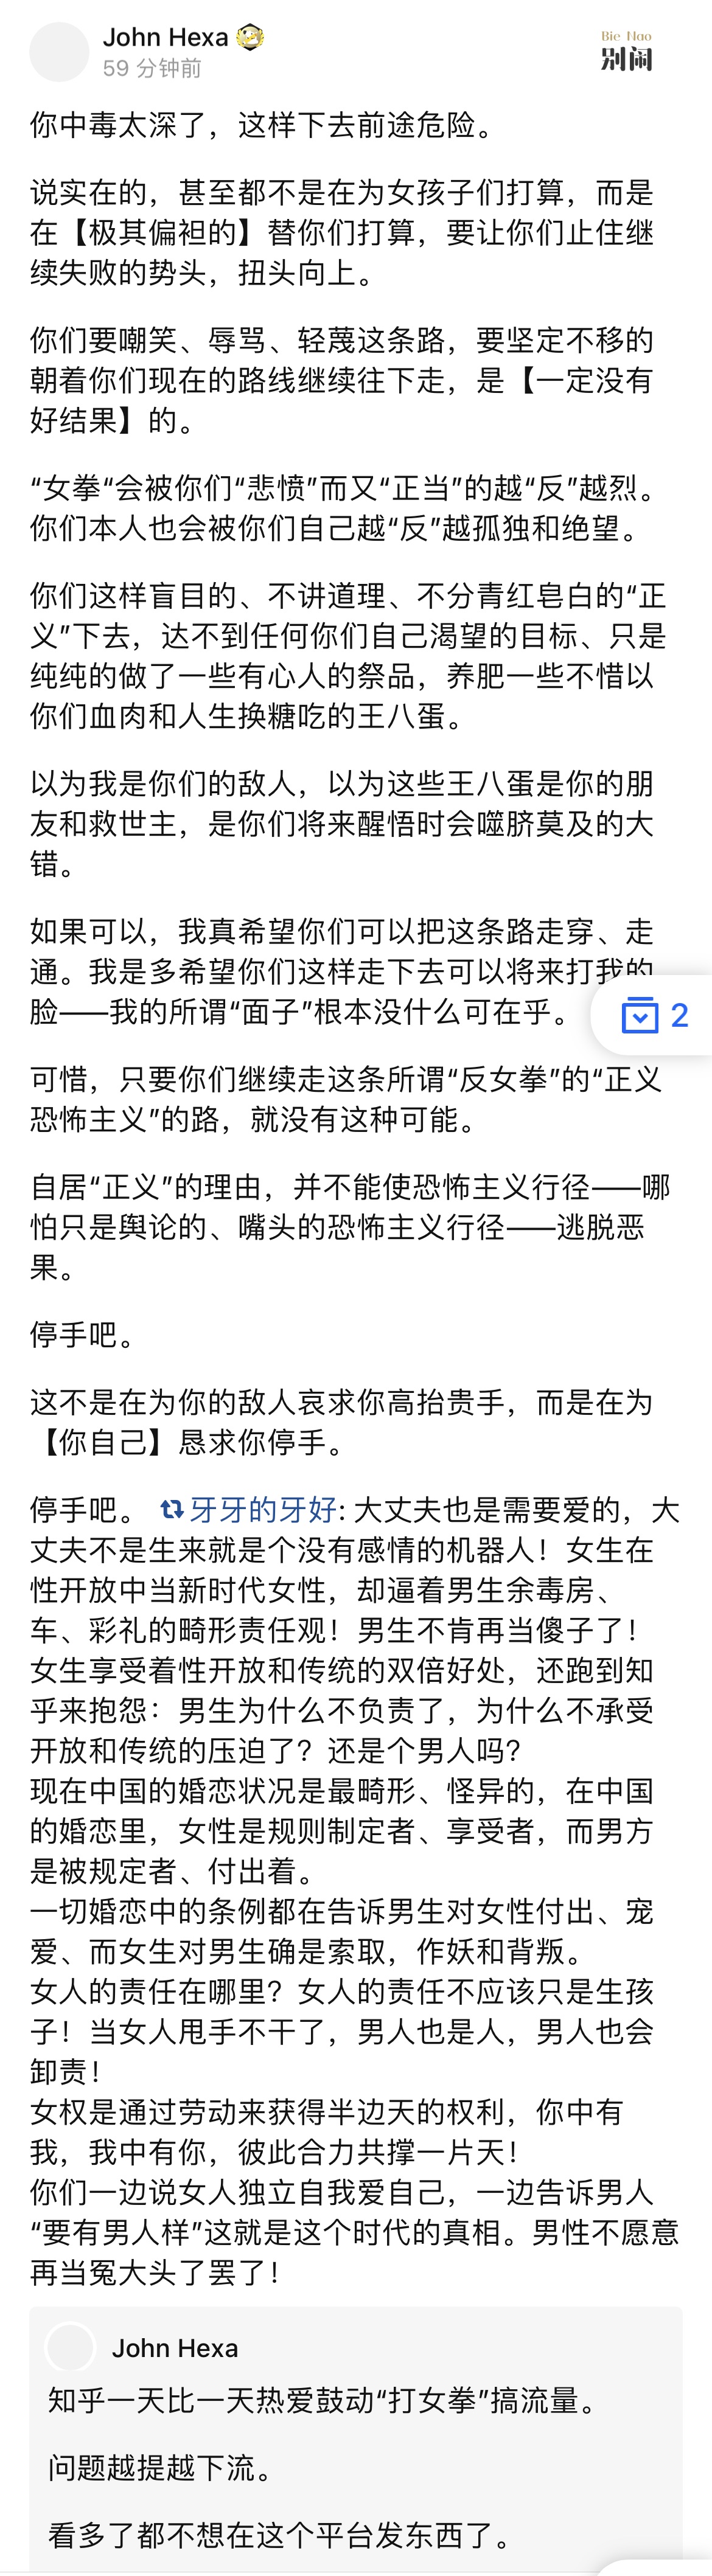 John Hexa
59 分钟前
Bie Nao
别闹
你中毒太深了，这样下去前途危险。
说实在的，甚至都不是在为女孩子们打算，而是
在【极其偏袒的】替你们打算，要让你们止住继
续失败的势头，扭头向上。
你们要嘲笑、辱骂、轻蔑这条路，要坚定不移的
朝着你们现在的路线继续往下走，是【一定没有
好结果】的。
“女拳“会被你们“悲愤”而又“正当”的越“反”越烈。
你们本人也会被你们自己越“反”越孤独和绝望。
你们这样盲目的、不讲道理、不分青红皂白的“正
义”下去，达不到任何你们自己渴望的目标、只是
纯纯的做了一些有心人的祭品，养肥一些不惜以
你们血肉和人生换糖吃的王八蛋。
以为我是你们的敌人，以为这些王八蛋是你的朋
友和救世主，是你们将来醒悟时会噬脐莫及的大
错。
如果可以，我真希望你们可以把这条路走穿、走
通。我是多希望你们这样走下去可以将来打我的
脸——我的所谓“面子”根本没什么可在乎。
2
可惜，只要你们继续走这条所谓“反女拳”的“正义
恐怖主义”的路，就没有这种可能。
自居“正义”的理由，并不能使恐怖主义行径——哪
怕只是舆论的、嘴头的恐怖主义行径——逃脱恶
果。
停手吧。
这不是在为你的敌人哀求你高抬贵手，而是在为
【你自己】恳求你停手。
停手吧。 牙牙的牙好: 大丈夫也是需要爱的，大
丈夫不是生来就是个没有感情的机器人！女生在
性开放中当新时代女性，却逼着男生余毒房、
车、彩礼的畸形责任观！男生不肯再当傻子了！
女生享受着性开放和传统的双倍好处，还跑到知
乎来抱怨：男生为什么不负责了，为什么不承受
开放和传统的压迫了？还是个男人吗？
现在中国的婚恋状况是最畸形、怪异的，在中国
的婚恋里，女性是规则制定者、享受者，而男方
是被规定者、付出着。
一切婚恋中的条例都在告诉男生对女性付出、宠
爱、而女生对男生确是索取，作妖和背叛。
女人的责任在哪里？女人的责任不应该只是生孩
子！当女人甩手不干了，男人也是人，男人也会
卸责！
女权是通过劳动来获得半边天的权利，你中有
我，我中有你，彼此合力共撑一片天！
你们一边说女人独立自我爱自己，一边告诉男人
“要有男人样”这就是这个时代的真相。男性不愿意
再当冤大头了罢了！
John Hexa
知乎一天比一天热爱鼓动“打女拳”搞流量。
问题越提越下流。
看多了都不想在这个平台发东西了。